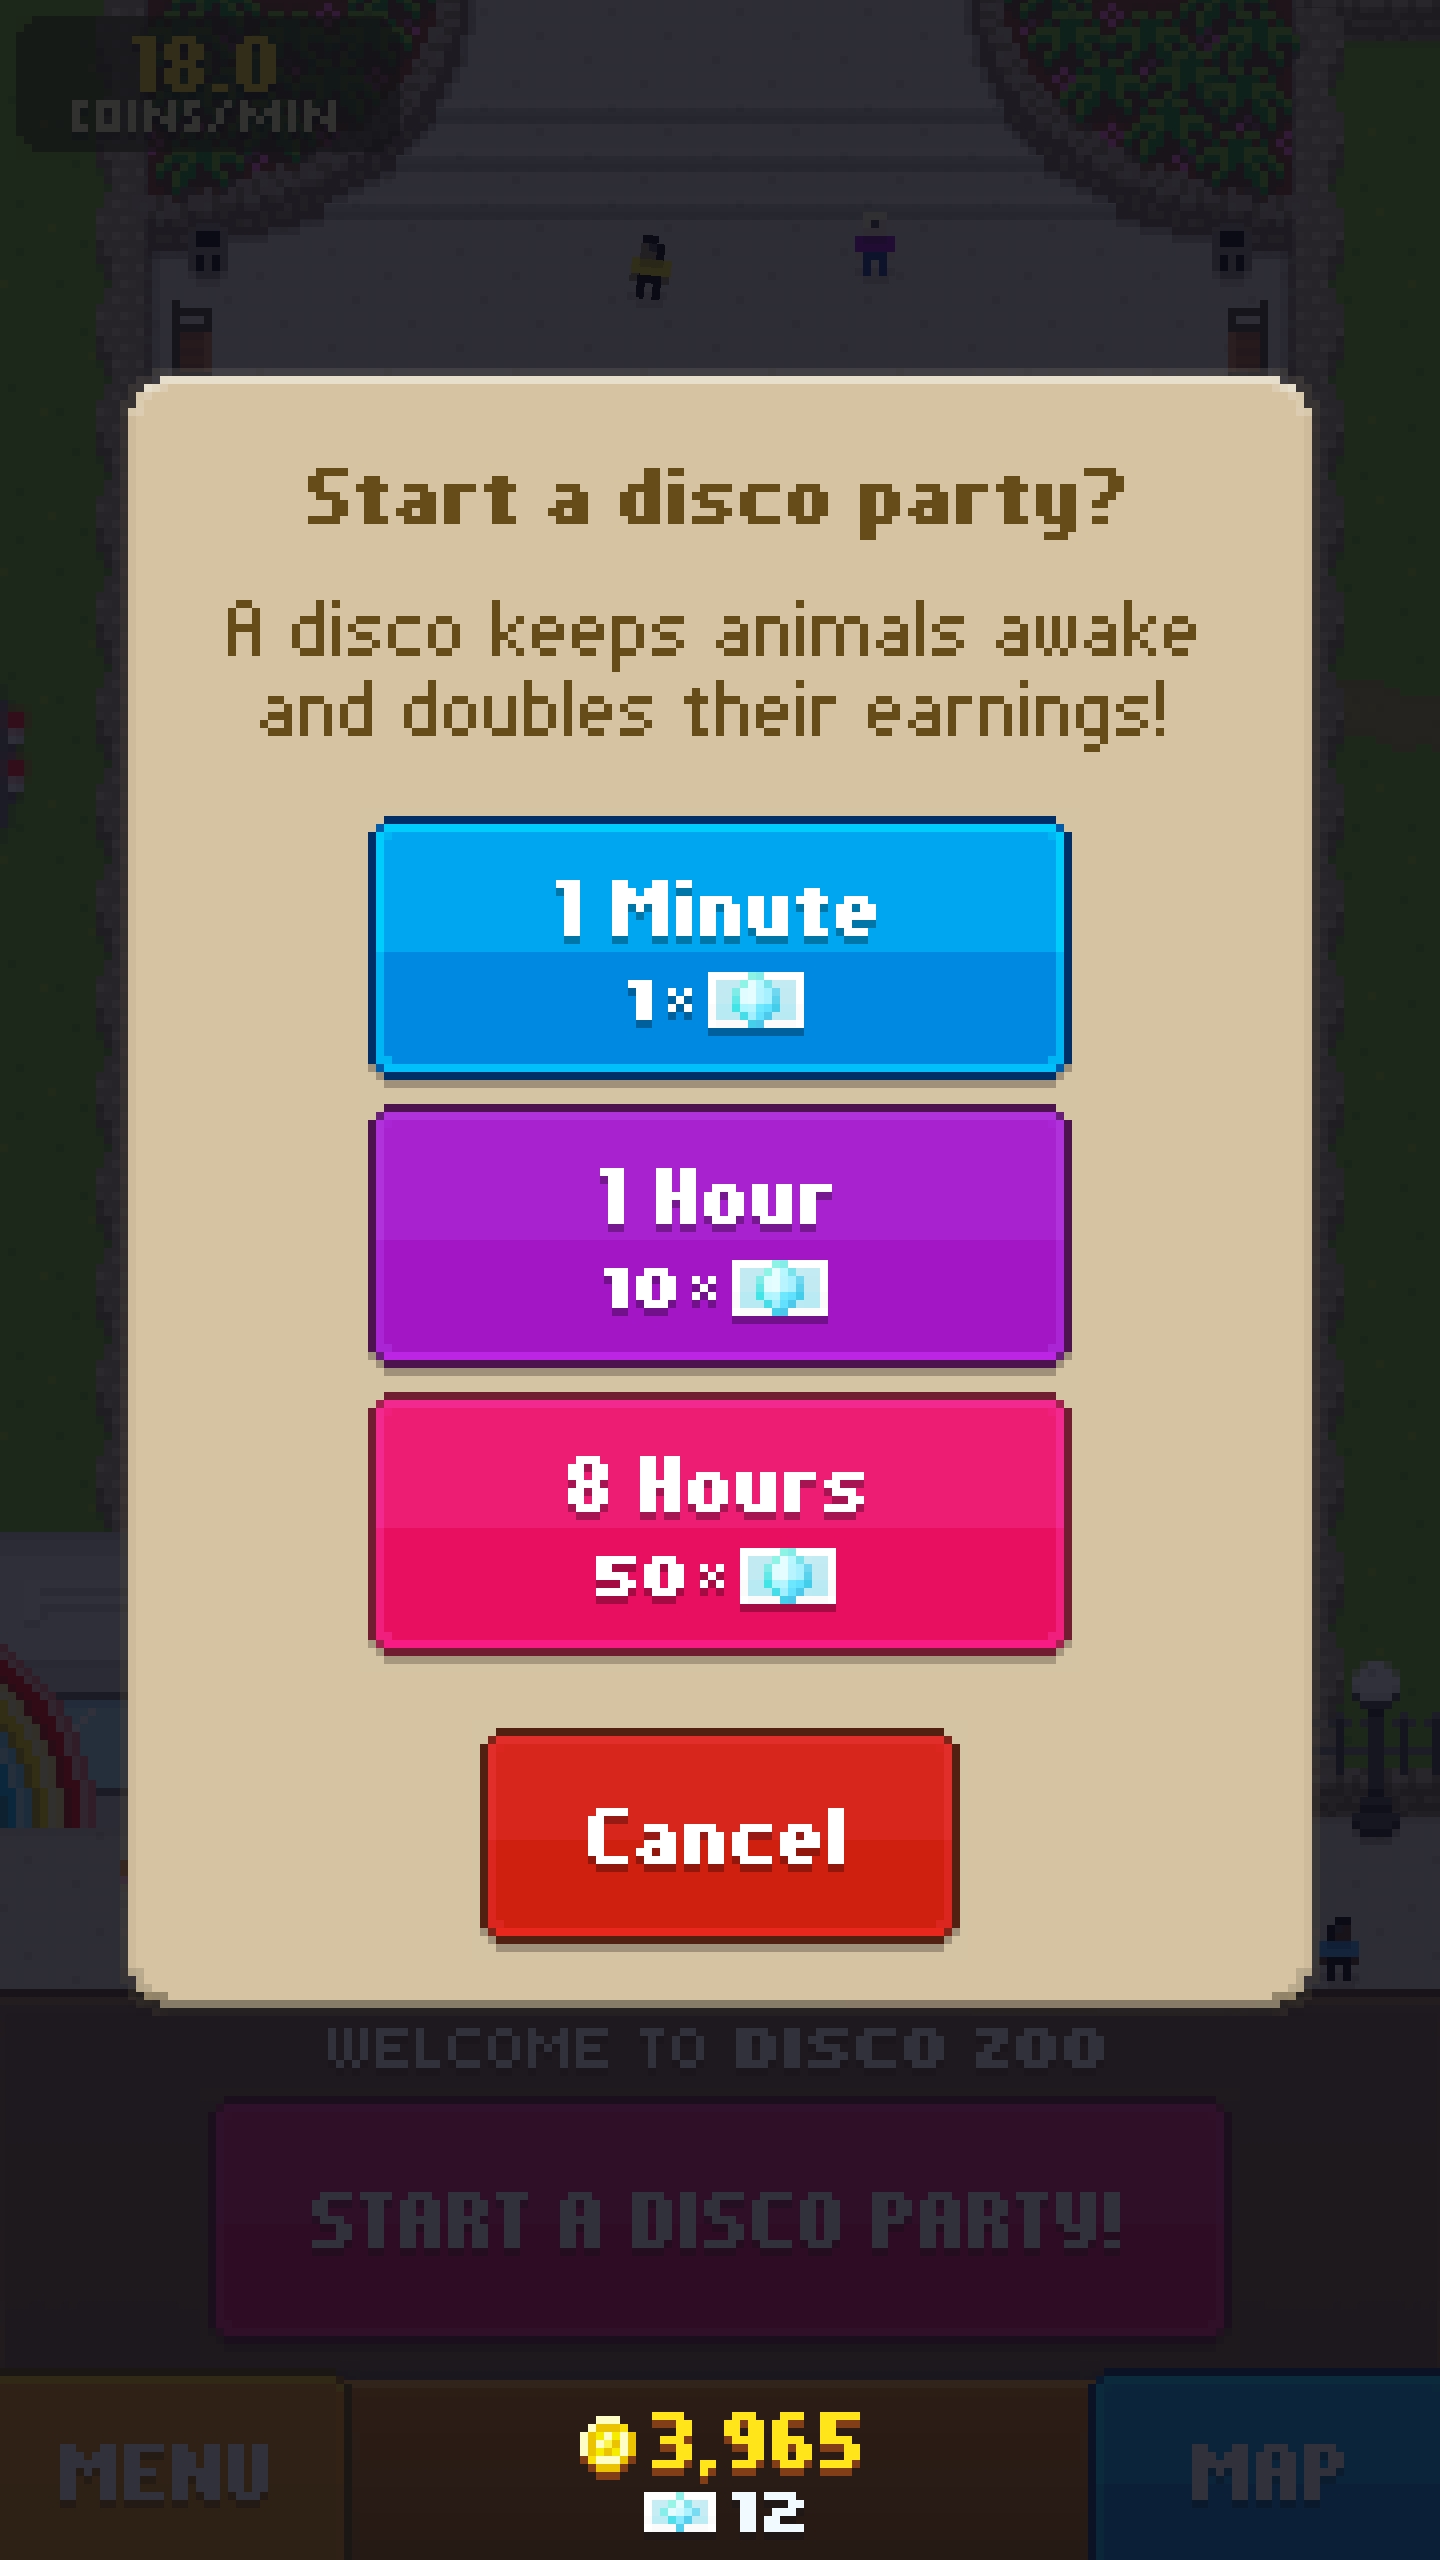 18.0
COINS/MIN
Start a disco party?
A disco keeps animals awake
and doubles their earnings!
1 Minute
1×
1 Hour
10×
8 Hours
50×
Cancel
WELCOME TO DISCO ZOO
START A DISCO PARTY!
MENU
3,965
12
MAP